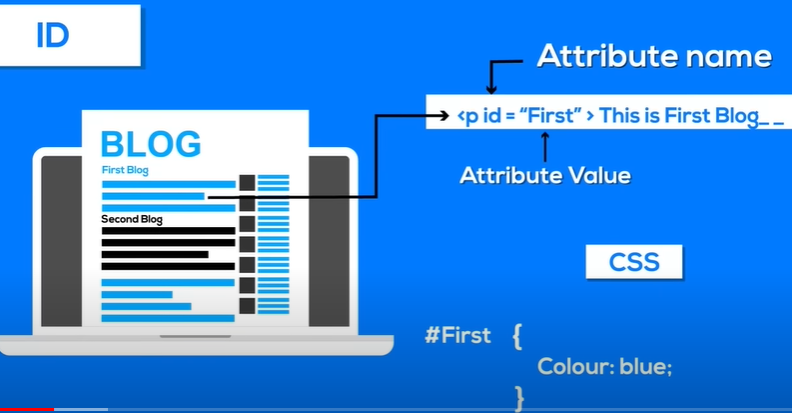 ID
Attribute name
<p id = “First” > This is First Blog_ _
Attribute Value
BLOG
First Blog
Second Blog
CSS
#First {
Colour: blue;
}